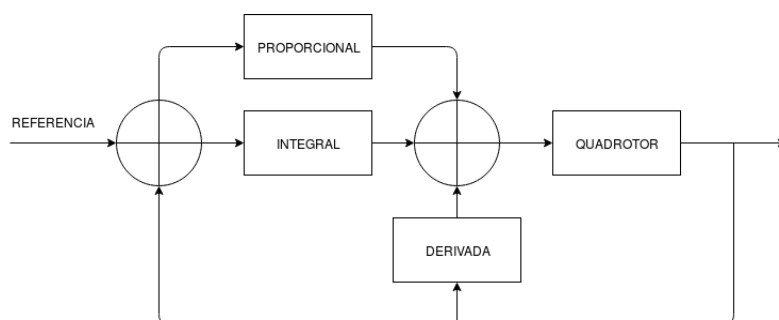 PROPORCIONAL
REFERENCIA
INTEGRAL
QUADROTOR
DERIVADA